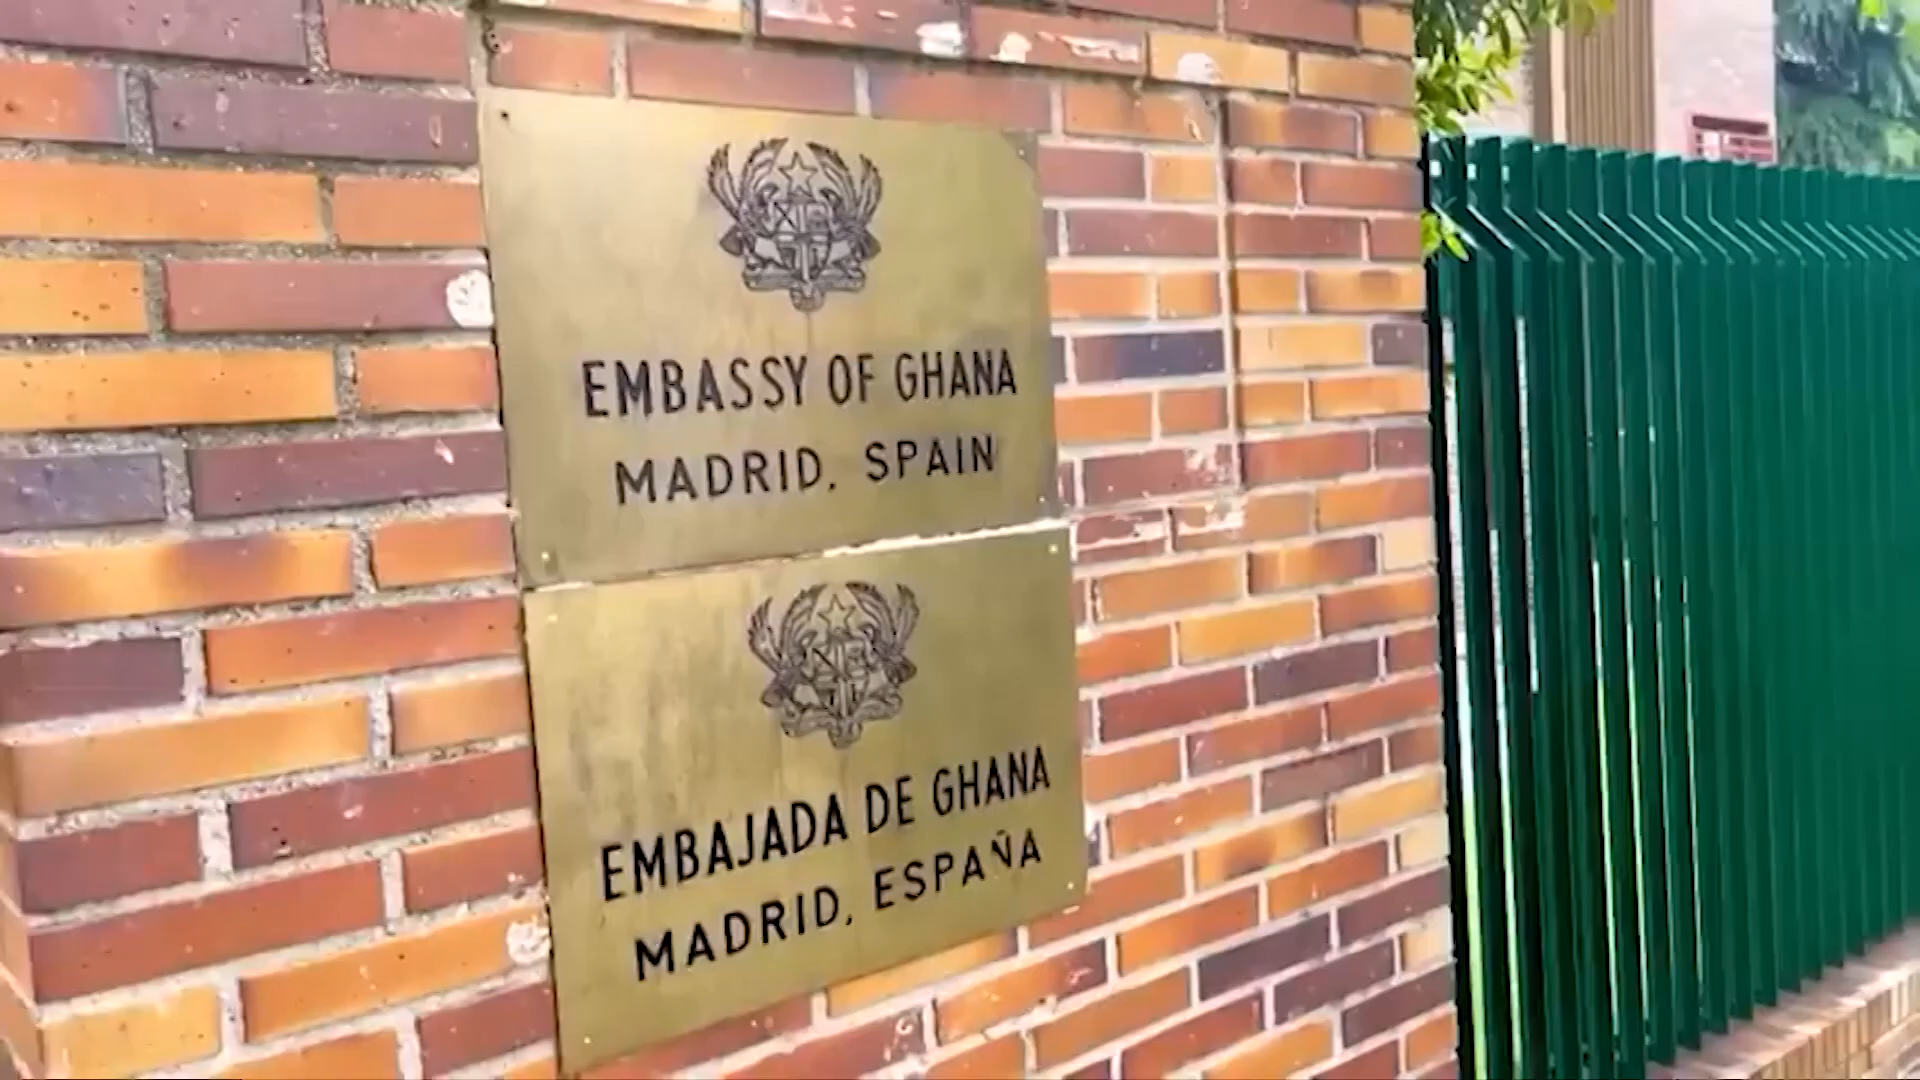 EMBASSY OF GHANA
MADRID, SPAIN
EMBAJADA DE GHANA
MADRID, ESPAÑA